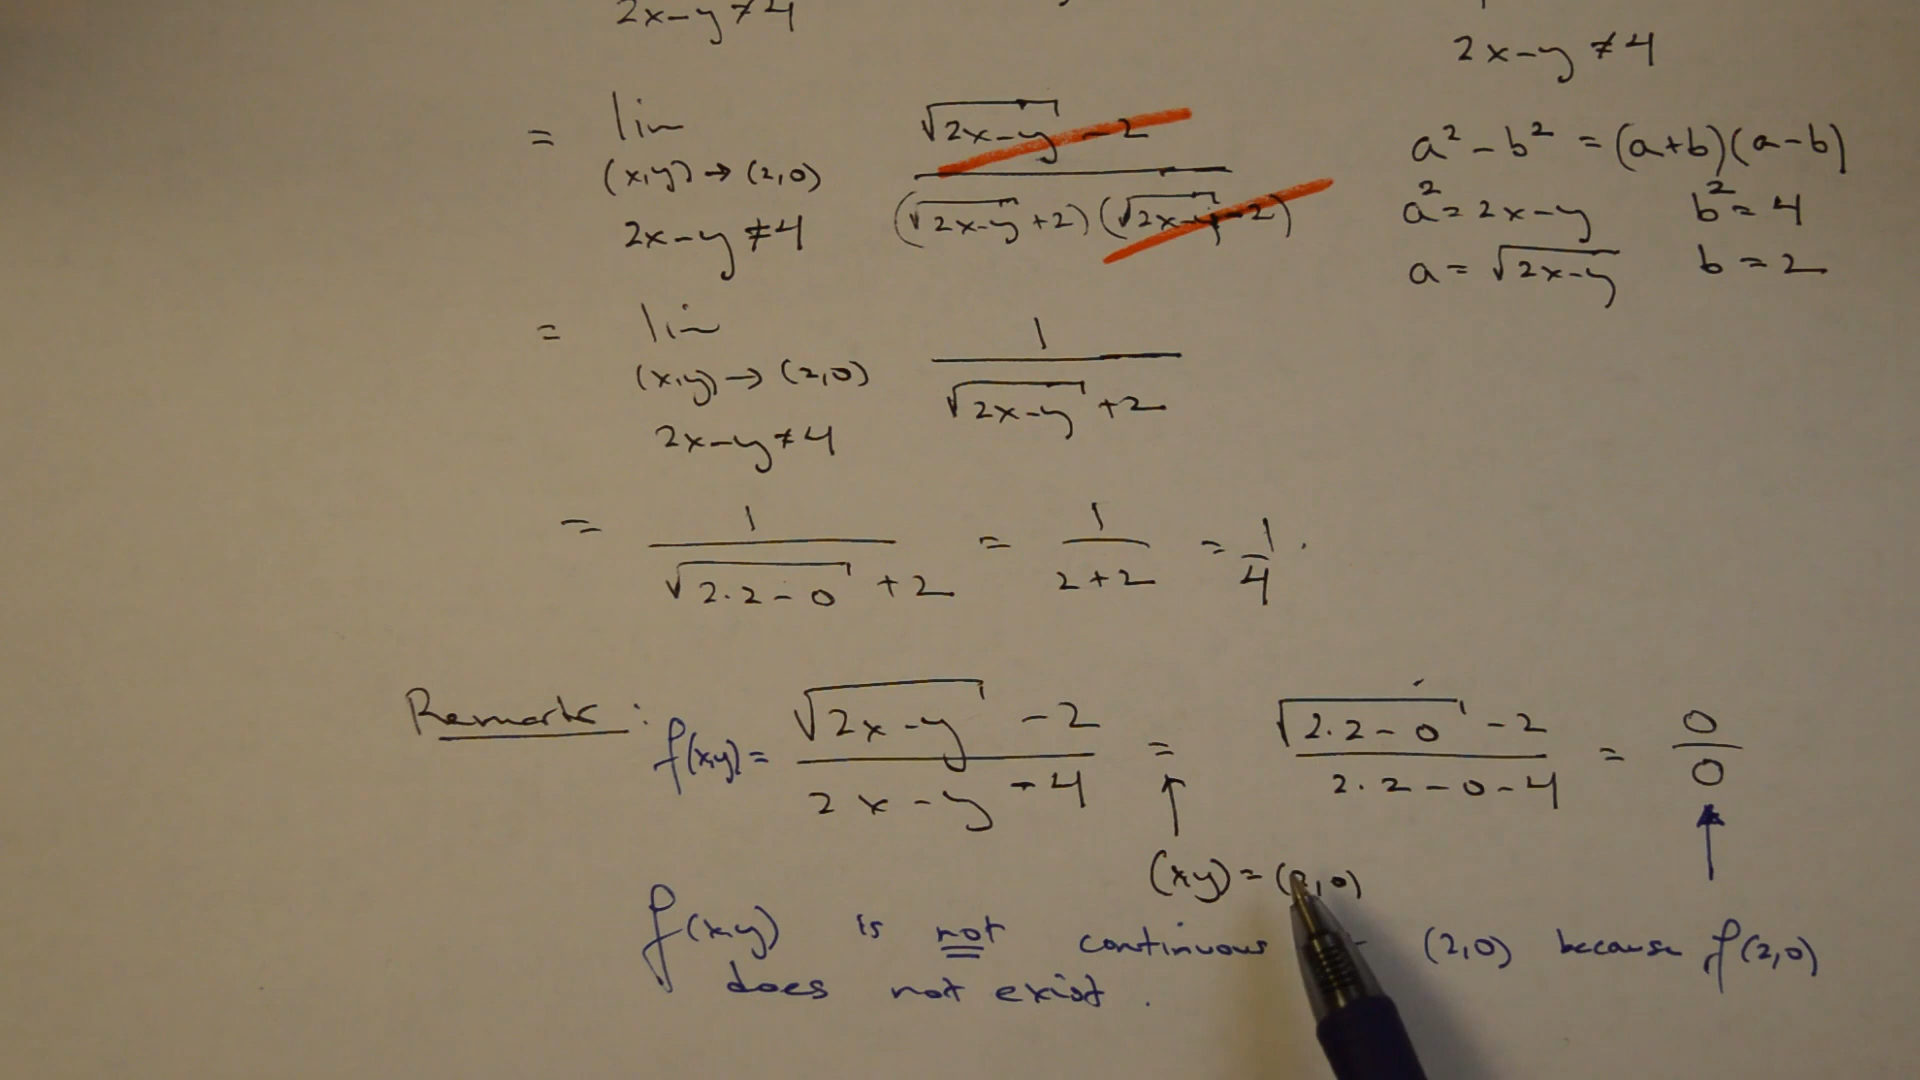 2x-y≠4
2x-y≠4
= lim (x,y)→(2,0) 2x-y≠4 (√(2x-y) -2)/((√(2x-y) +2)(√(2x-y) -2))
a² - b² = (a+b)(a-b)
a² = 2x-y b² = 4
a = √(2x-y) b = 2
= lim (x,y)→(2,0) 2x-y≠4 1/(√(2x-y) +2)
= 1/(√(2·2-0) +2) = 1/(2+2) = 1/4.
Remark: f(x,y) = (√(2x-y) -2)/(2x-y-4) = (√(2·2-0) -2)/(2·2-0-4) = 0/0
↑ ↑
(x,y) = (2,0)
f(x,y) is not continuous (2,0) because f(2,0)
does not exist.